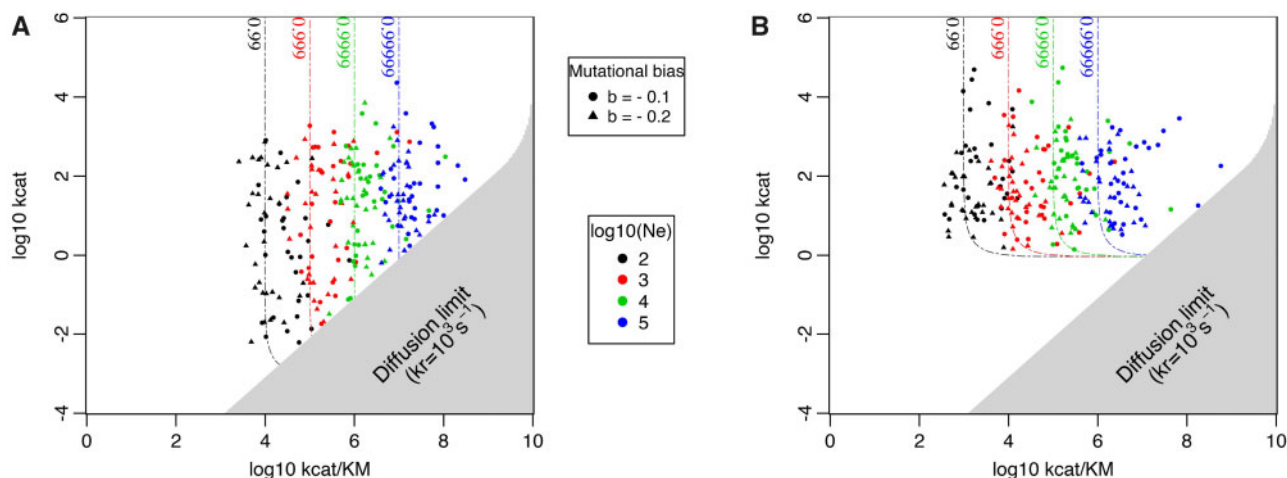 A
6
4
2
0
-2
-4
log10 kcat
0.99
0.999
0.9999
0.99999
Diffusion limit
(kr=10³s⁻¹)
0
2
4
6
8
10
log10 kcat/KM
Mutational bias
b = - 0.1
b = - 0.2
log10(Ne)
2
3
4
5
B
6
4
2
0
-2
-4
log10 kcat
0.99
0.999
0.9999
0.99999
Diffusion limit
(kr=10³s⁻¹)
0
2
4
6
8
10
log10 kcat/KM